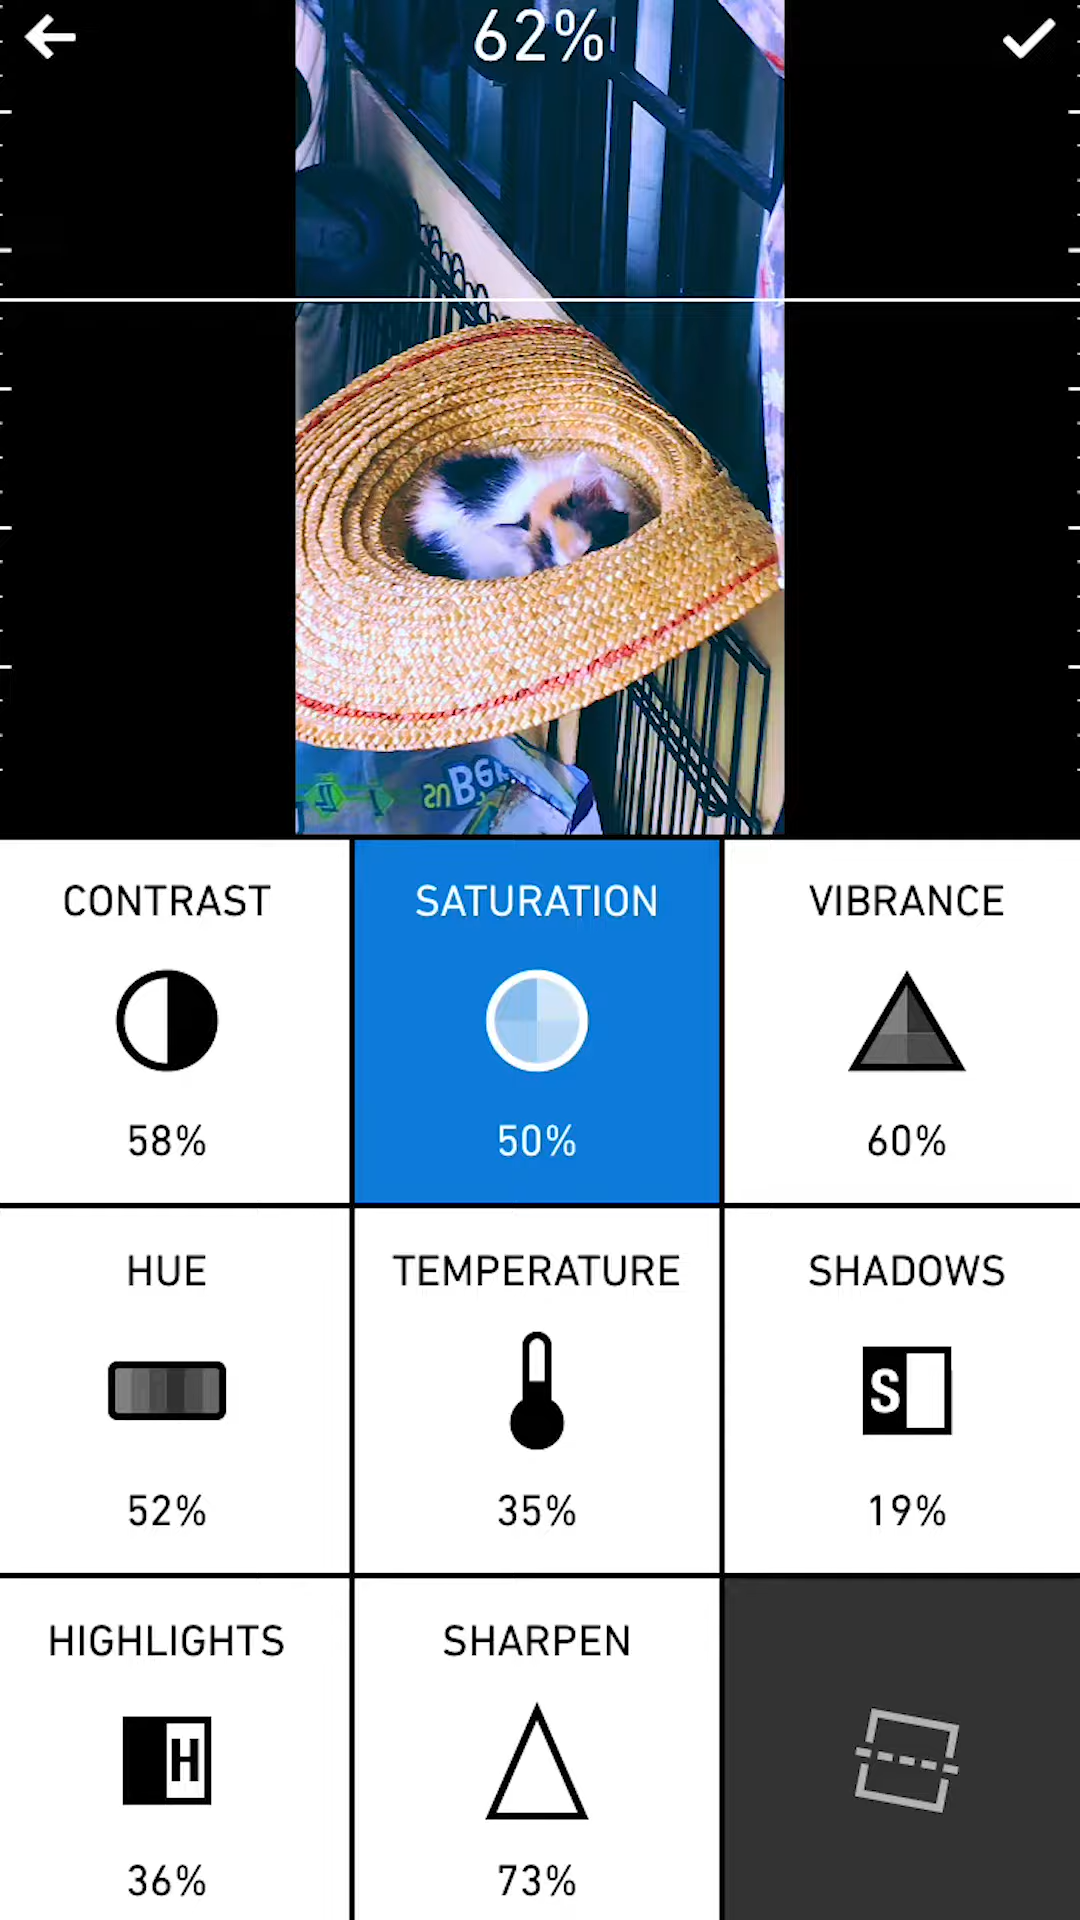 62%
CONTRAST
SATURATION
VIBRANCE
58%
50%
60%
HUE
TEMPERATURE
SHADOWS
S
52%
35%
19%
HIGHLIGHTS
SHARPEN
H
36%
73%